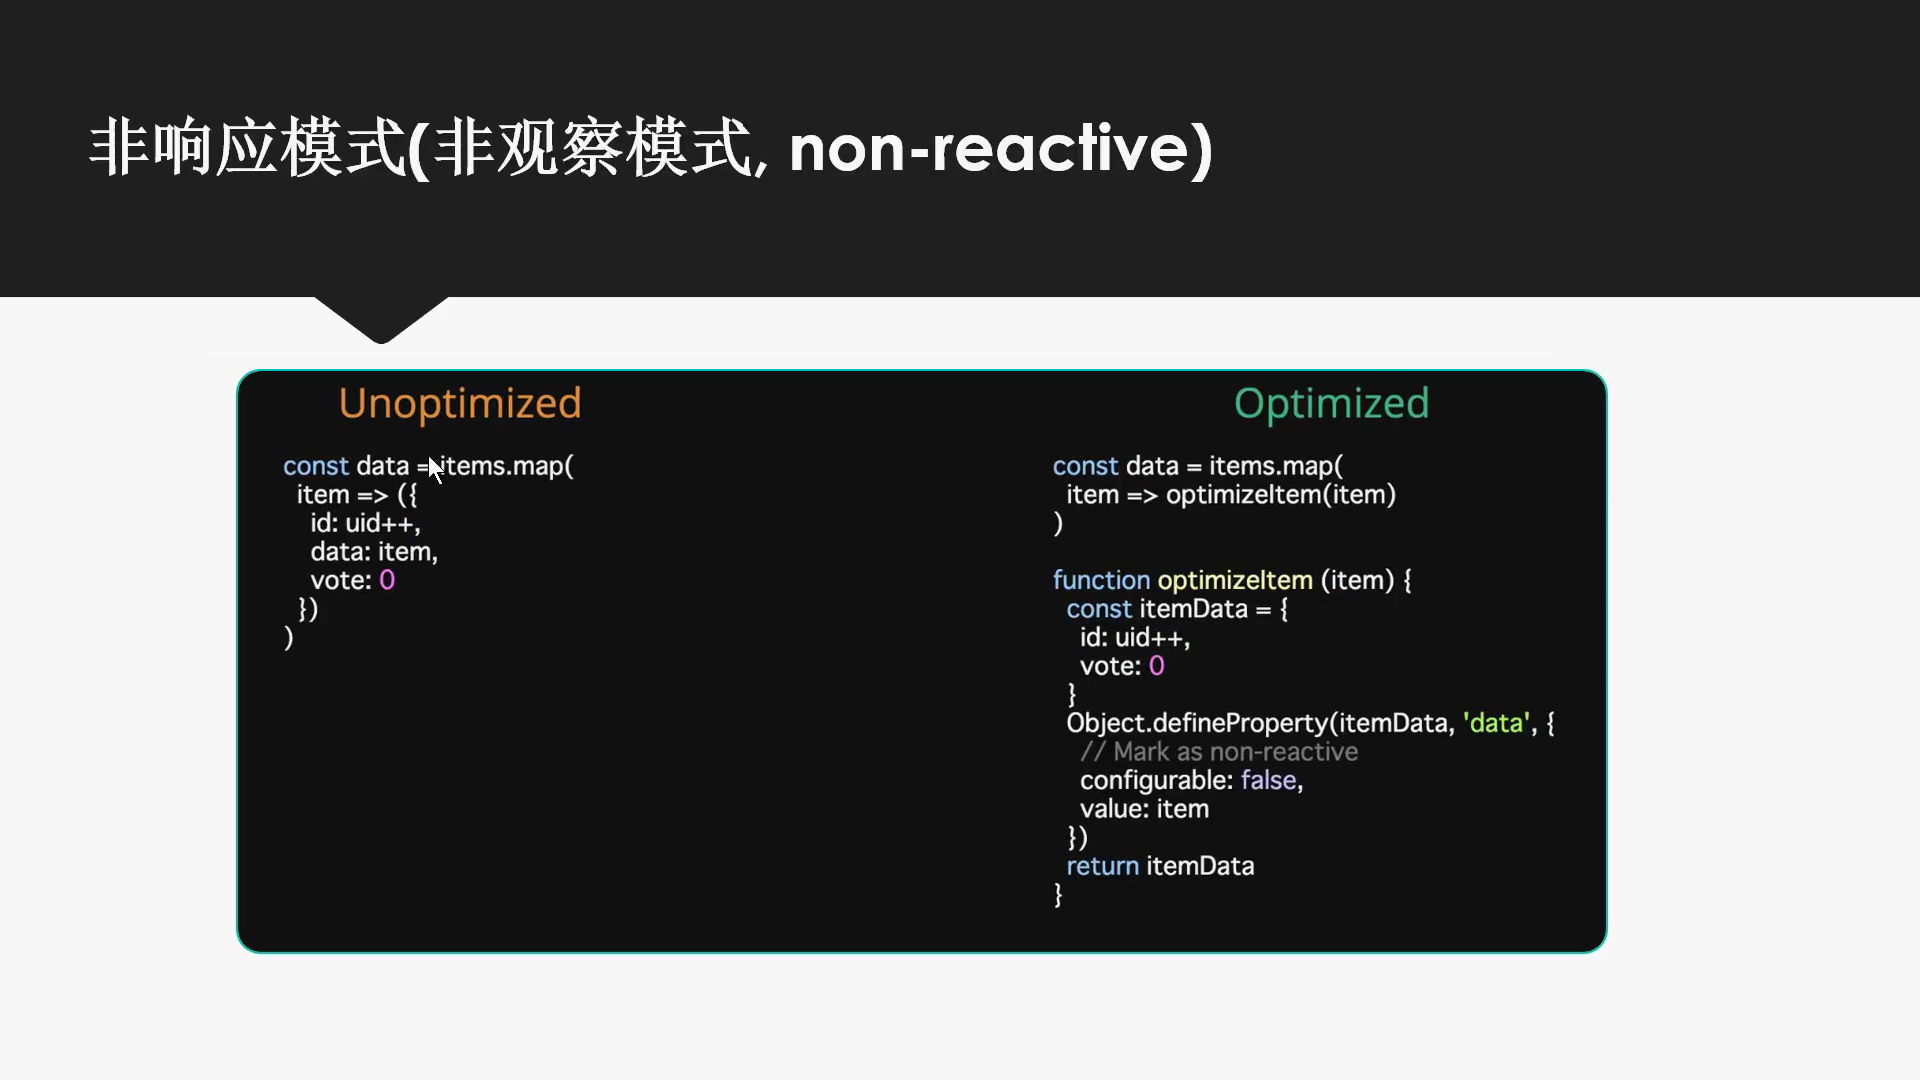 非响应模式(非观察模式, non-reactive)
Unoptimized
const data = items.map(
item => ({
id: uid++,
data: item,
vote: 0
})
)
Optimized
const data = items.map(
item => optimizeItem(item)
)
function optimizeItem (item) {
const itemData = {
id: uid++,
vote: 0
}
Object.defineProperty(itemData, 'data', {
// Mark as non-reactive
configurable: false,
value: item
})
return itemData
}